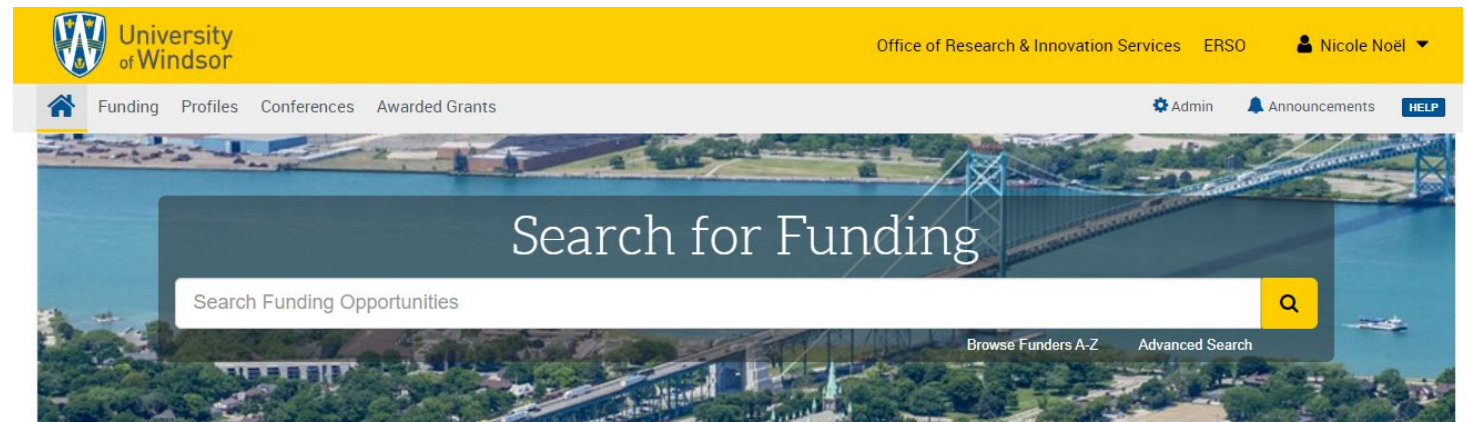 University
of Windsor
Office of Research & Innovation Services ERSO Nicole Noël
Funding Profiles Conferences Awarded Grants Admin Announcements HELP
Search for Funding
Search Funding Opportunities
Browse Funders A-Z Advanced Search